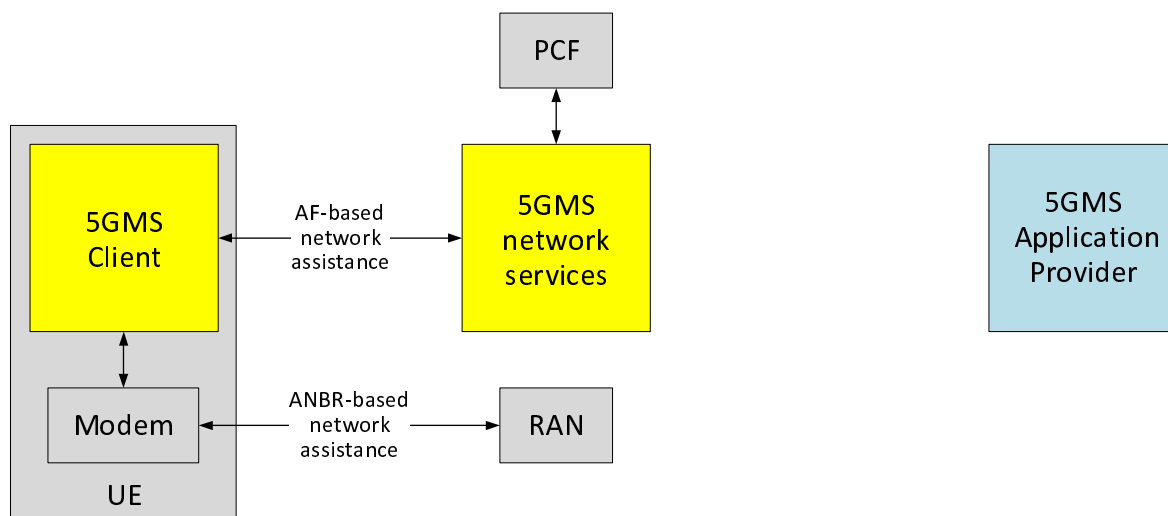 PCF
5GMS
Client
AF-based
network
assistance
5GMS
network
services
5GMS
Application
Provider
Modem
ANBR-based
network
assistance
RAN
UE